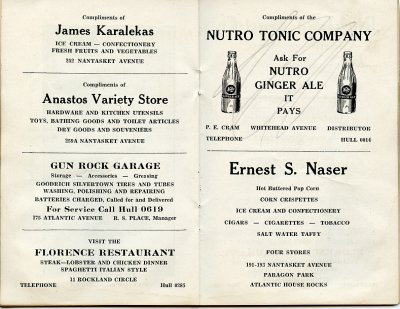 Compliments of
James Karalekas
ICE CREAM — CONFECTIONERY
FRESH FRUITS and VEGETABLES
212 NANTASKET AVENUE
Compliments of
Anastos Variety Store
HARDWARE AND KITCHEN UTENSILS
TOYS, BATHING GOODS AND TOILET ARTICLES
DRY GOODS AND SOUVENIERS
269A NANTASKET AVENUE
GUN ROCK GARAGE
Storage — Accessories — Greasing
GOODRICH SILVERTOWN TIRES AND TUBES
WASHING, POLISHING AND REPAIRING
BATTERIES CHARGED, Called for and Delivered
For Service Call Hull 0619
175 ATLANTIC AVENUE R. S. PLACE, Manager
VISIT THE
FLORENCE RESTAURANT
STEAK—LOBSTER AND CHICKEN DINNER
SPAGHETTI ITALIAN STYLE
11 ROCKLAND CIRCLE
TELEPHONE Hull 0285
Compliments of the
NUTRO TONIC COMPANY
Ask For
NUTRO
GINGER ALE
IT
PAYS
P. E. CRAM WHITEHEAD AVENUE DISTRIBUTOR
TELEPHONE HULL 0016
Ernest S. Naser
Hot Buttered Pop Corn
CORN CRISPETTES
ICE CREAM AND CONFECTIONERY
CIGARS — CIGARETTES — TOBACCO
SALT WATER TAFFY
FOUR STORES
191-193 NANTASKET AVENUE
PARAGON PARK
ATLANTIC HOUSE ROCKS